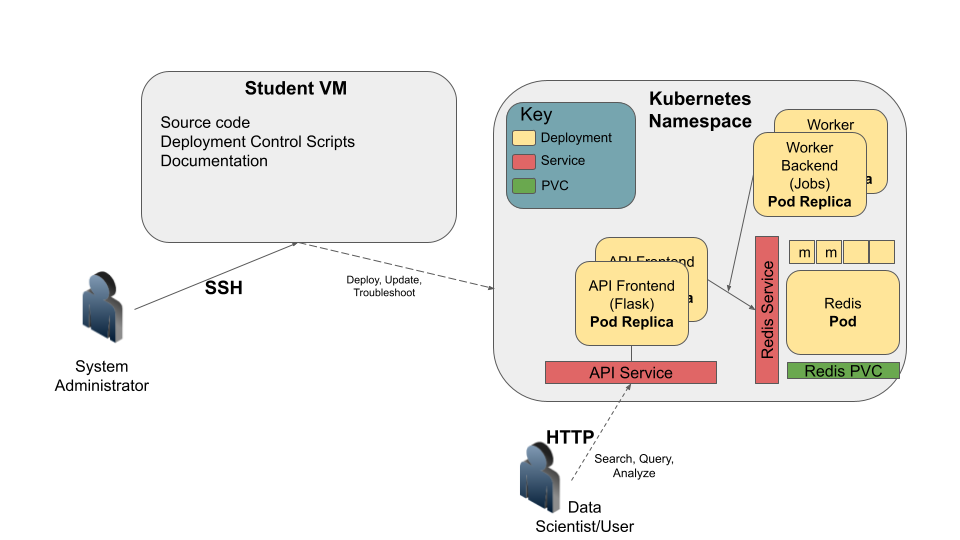 Student VM
Source code
Deployment Control Scripts
Documentation
Kubernetes
Namespace
Key
Deployment
Service
PVC
Worker
a
Worker
Backend
(Jobs)
Pod Replica
API Frontend
a
API Frontend
(Flask)
Pod Replica
API Service
Redis Service
m
m
Redis
Pod
Redis PVC
SSH
Deploy, Update,
Troubleshoot
System
Administrator
HTTP
Search, Query,
Analyze
Data
Scientist/User